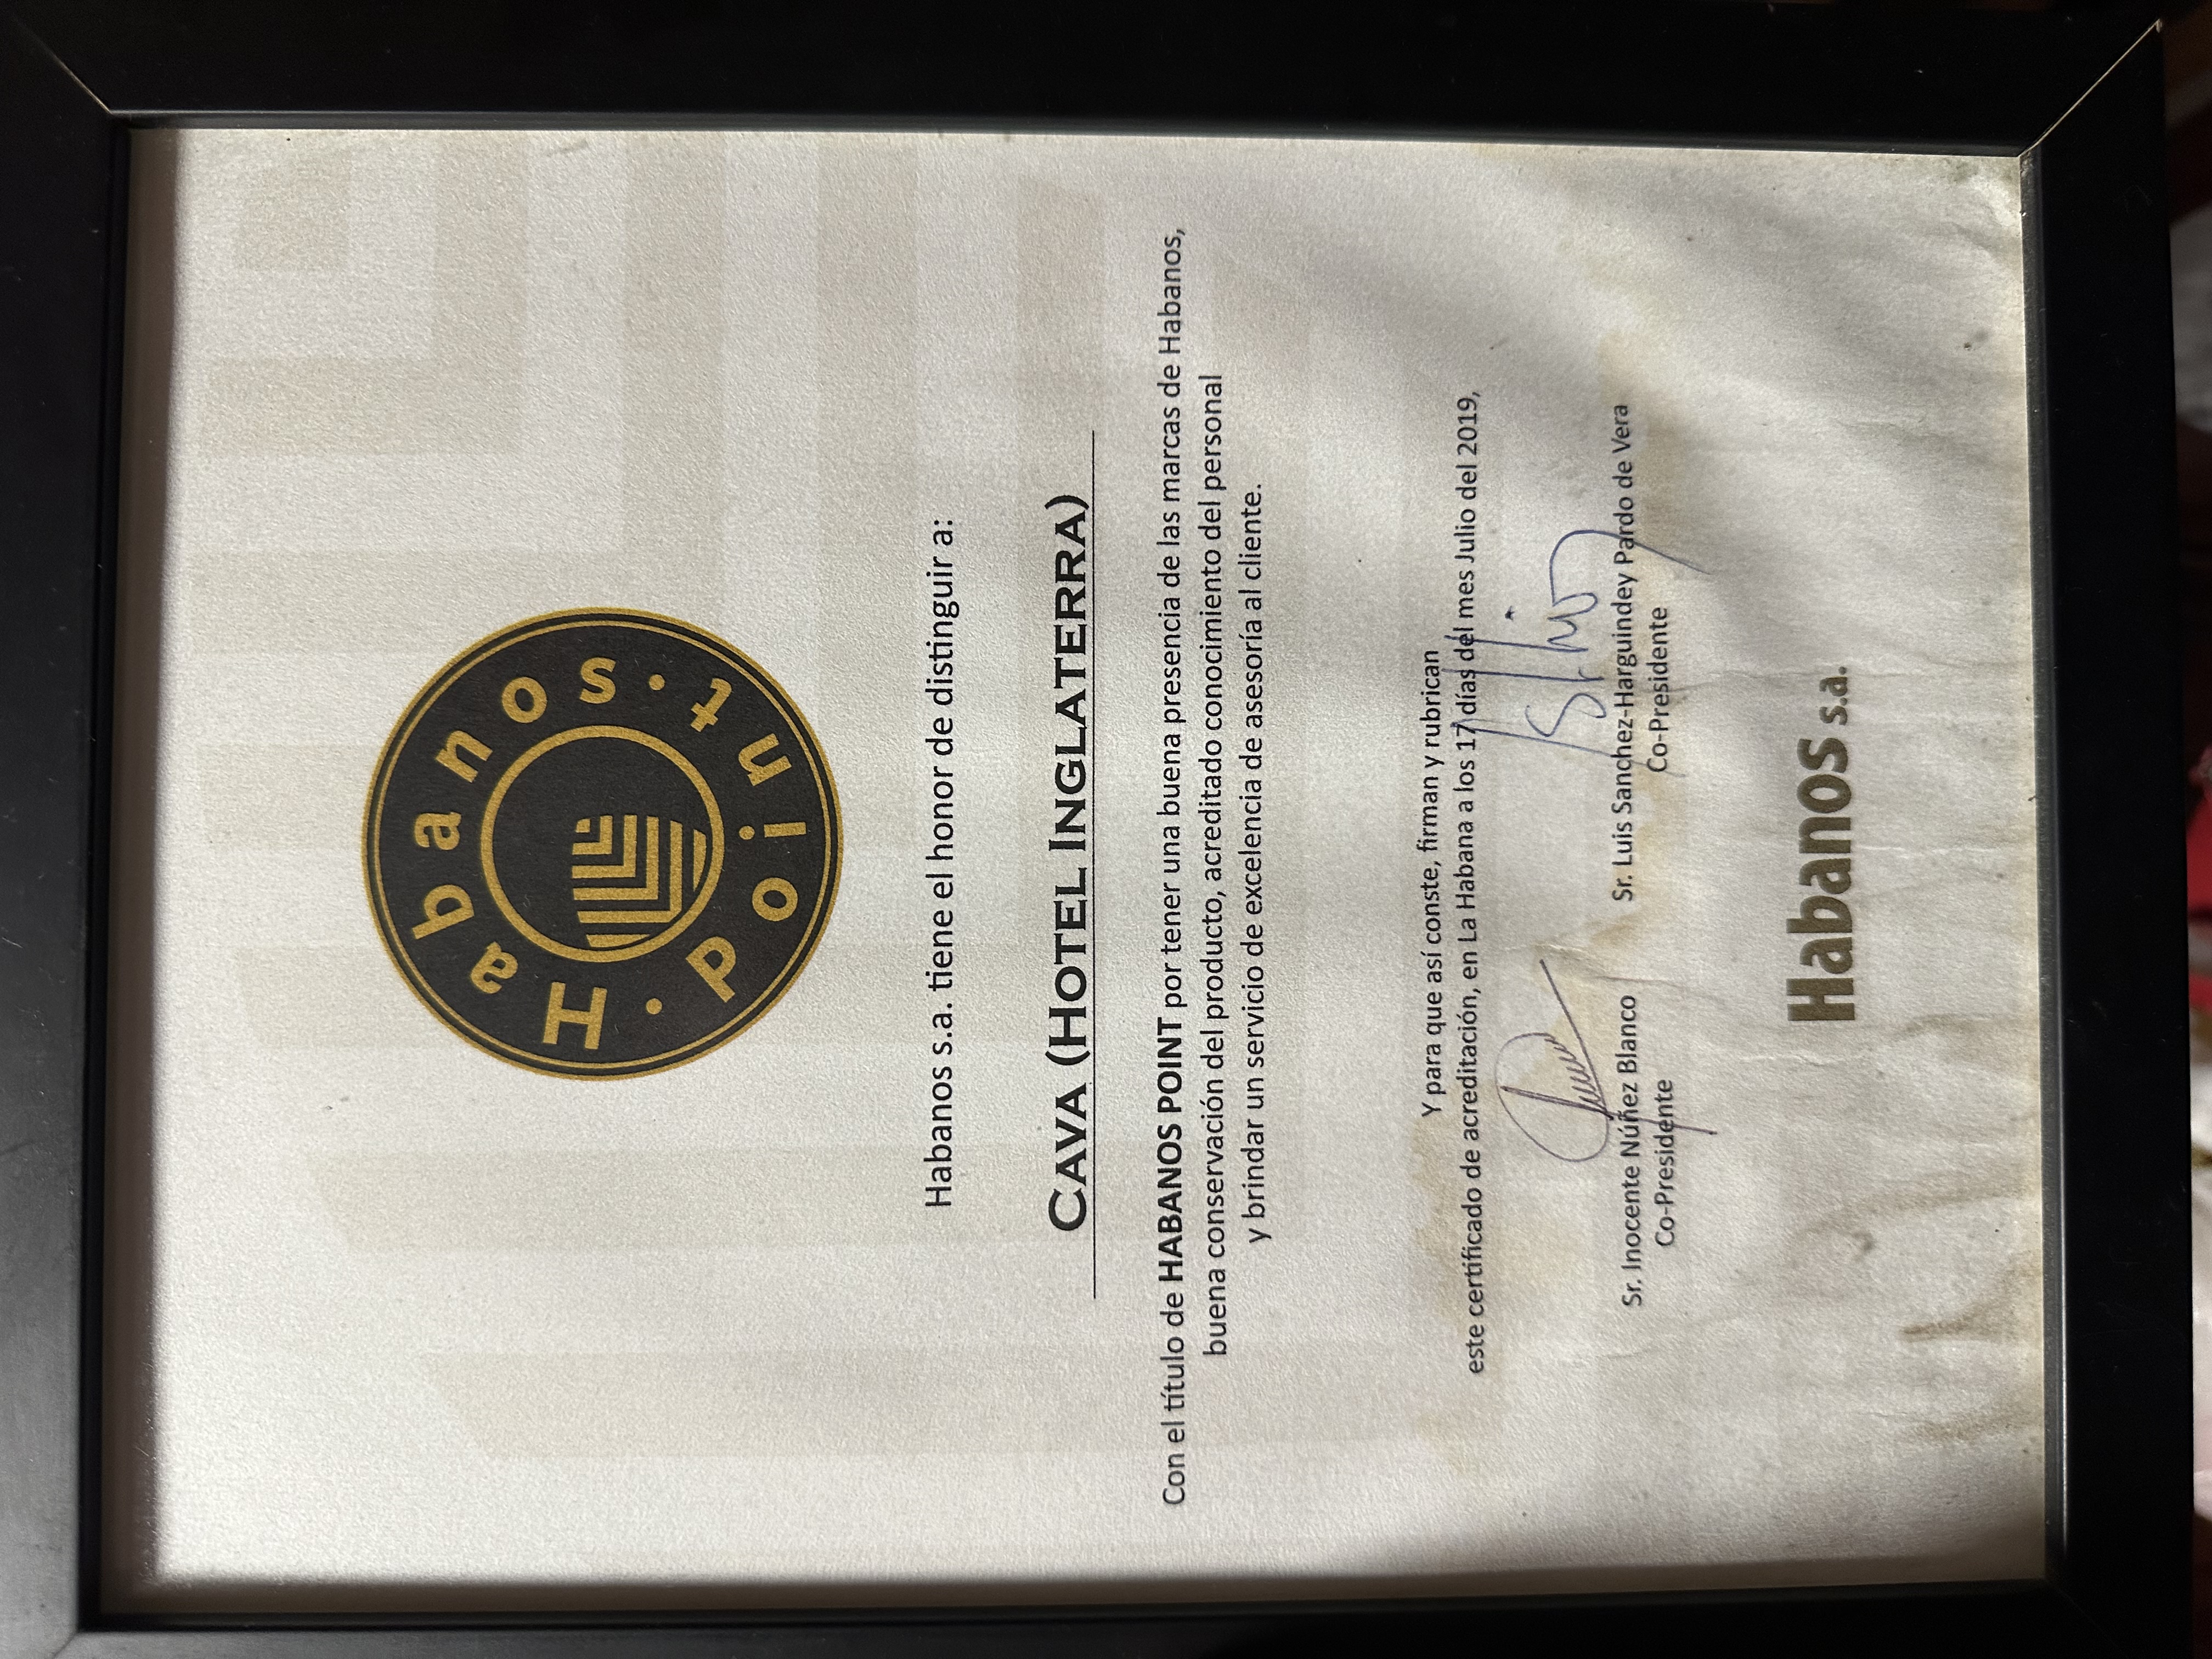 Habanos · Point ·
Habanos s.a. tiene el honor de distinguir a:
CAVA (HOTEL INGLATERRA)
Con el título de HABANOS POINT por tener una buena presencia de las marcas de Habanos,
buena conservación del producto, acreditado conocimiento del personal
y brindar un servicio de excelencia de asesoría al cliente.
Y para que así conste, firman y rubrican
este certificado de acreditación, en La Habana a los 17 días del mes Julio del 2019,
Sr. Inocente Núñez Blanco
Co-Presidente
Sr. Luis Sanchez-Harguindey Pardo de Vera
Co-Presidente
Habanos s.a.